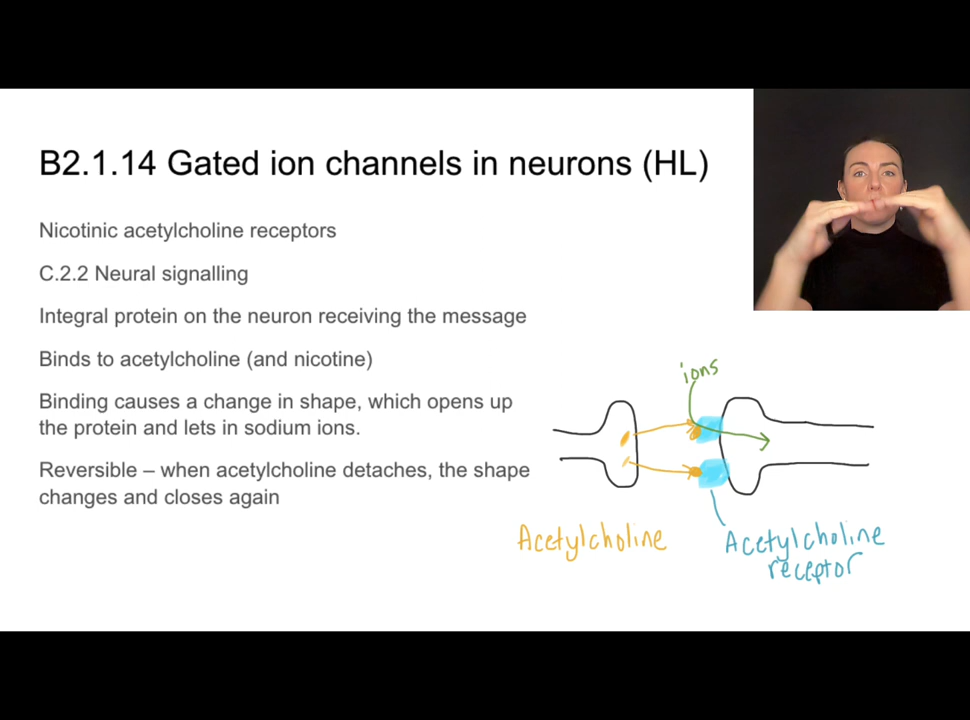 B2.1.14 Gated ion channels in neurons (HL)
Nicotinic acetylcholine receptors
C.2.2 Neural signalling
Integral protein on the neuron receiving the message
Binds to acetylcholine (and nicotine)
Binding causes a change in shape, which opens up
the protein and lets in sodium ions.
Reversible – when acetylcholine detaches, the shape
changes and closes again
ions
Acetylcholine
Acetylcholine
receptor